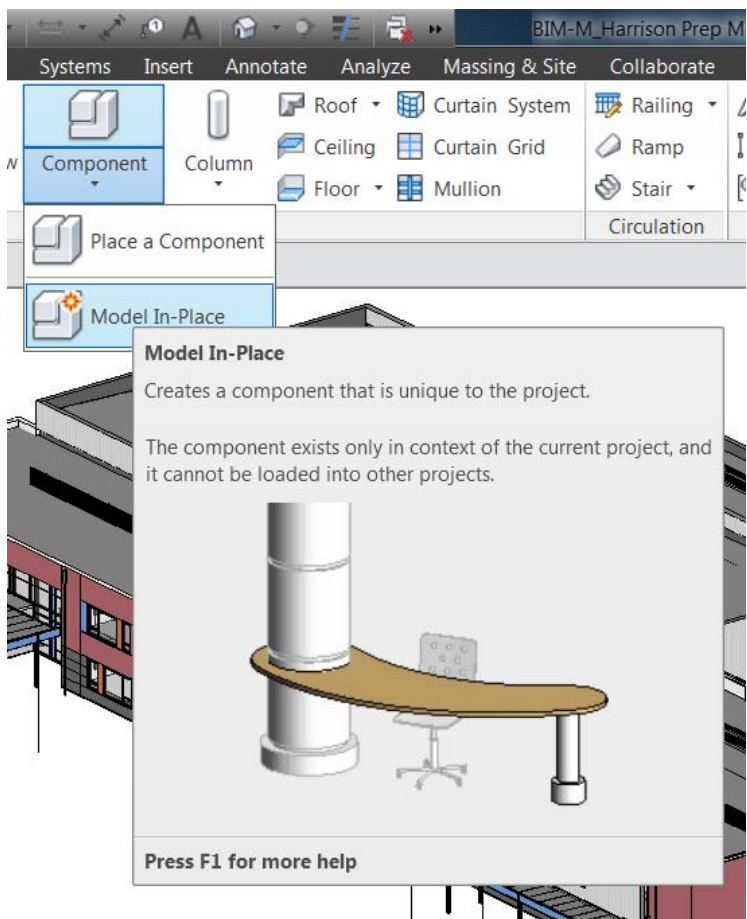 BIM-M_Harrison Prep M
Systems Insert Annotate Analyze Massing & Site Collaborate
Component
Column
Roof
Ceiling
Floor
Curtain System
Curtain Grid
Mullion
Railing
Ramp
Stair
Circulation
Place a Component
Model In-Place
Model In-Place
Creates a component that is unique to the project.
The component exists only in context of the current project, and
it cannot be loaded into other projects.
Press F1 for more help